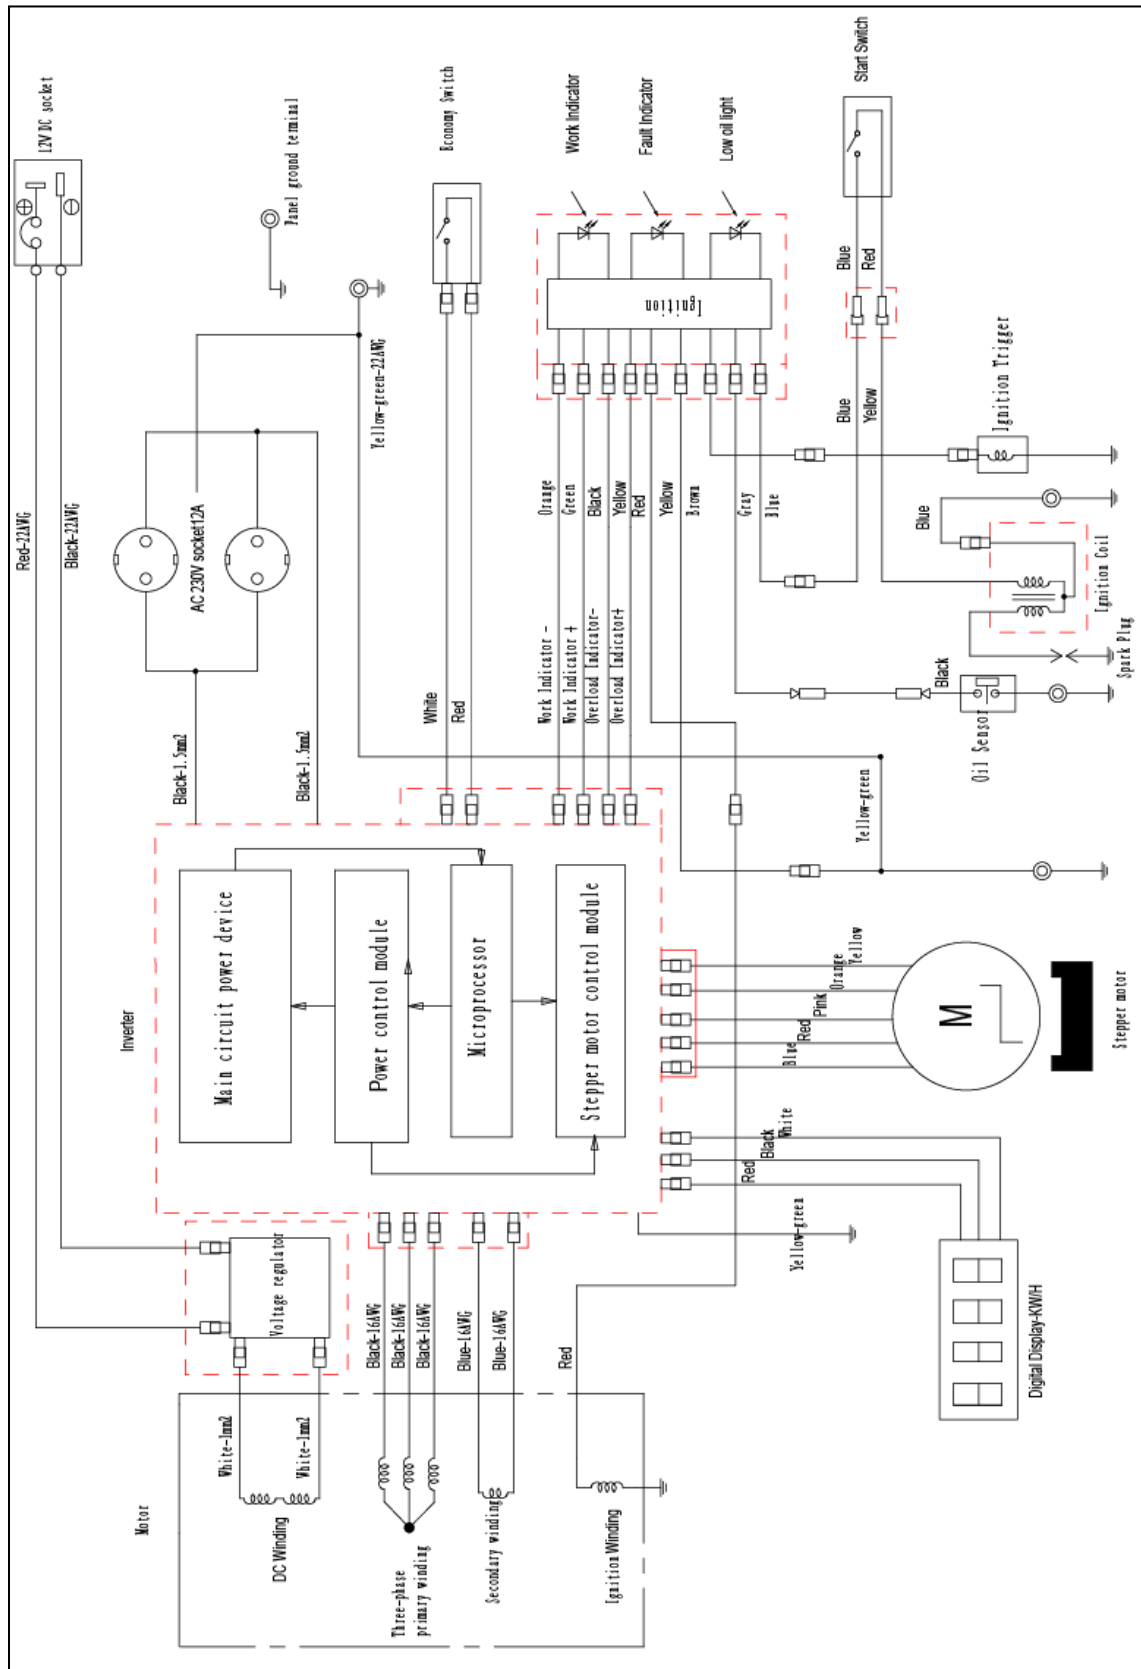 12V DC socket
Panel ground terminal
Economy Switch
Work Indicator
Fault Indicator
Low oil light
Start Switch
Red-22AWG
Black-22AWG
AC 230V socket12A
Yellow-green-22AWG
Ignition
Blue
Red
Blue
Yellow
Ignition Trigger
Blue
Ignition Coil
Spark Plug
Black
Oil Sensor
Orange
Green
Black
Yellow
Red
Yellow
Brown
Gray
Blue
Work Indicator -
Work Indicator +
Overload Indicator-
Overload Indicator+
White
Red
Black-1.5mm2
Black-1.5mm2
Yellow-green
Inverter
Main circuit power device
Power control module
Microprocessor
Stepper motor control module
Yellow
Orange
Pink
Red
Blue
M
Stepper motor
White
Black
Red
Yellow-green
Digital Display-KW/H
Voltage regulator
Black-16AWG
Black-16AWG
Black-16AWG
Blue-16AWG
Blue-16AWG
Red
White-1mm2
White-1mm2
Motor
DC Winding
Three-phase
primary winding
Secondary winding
Ignition Winding